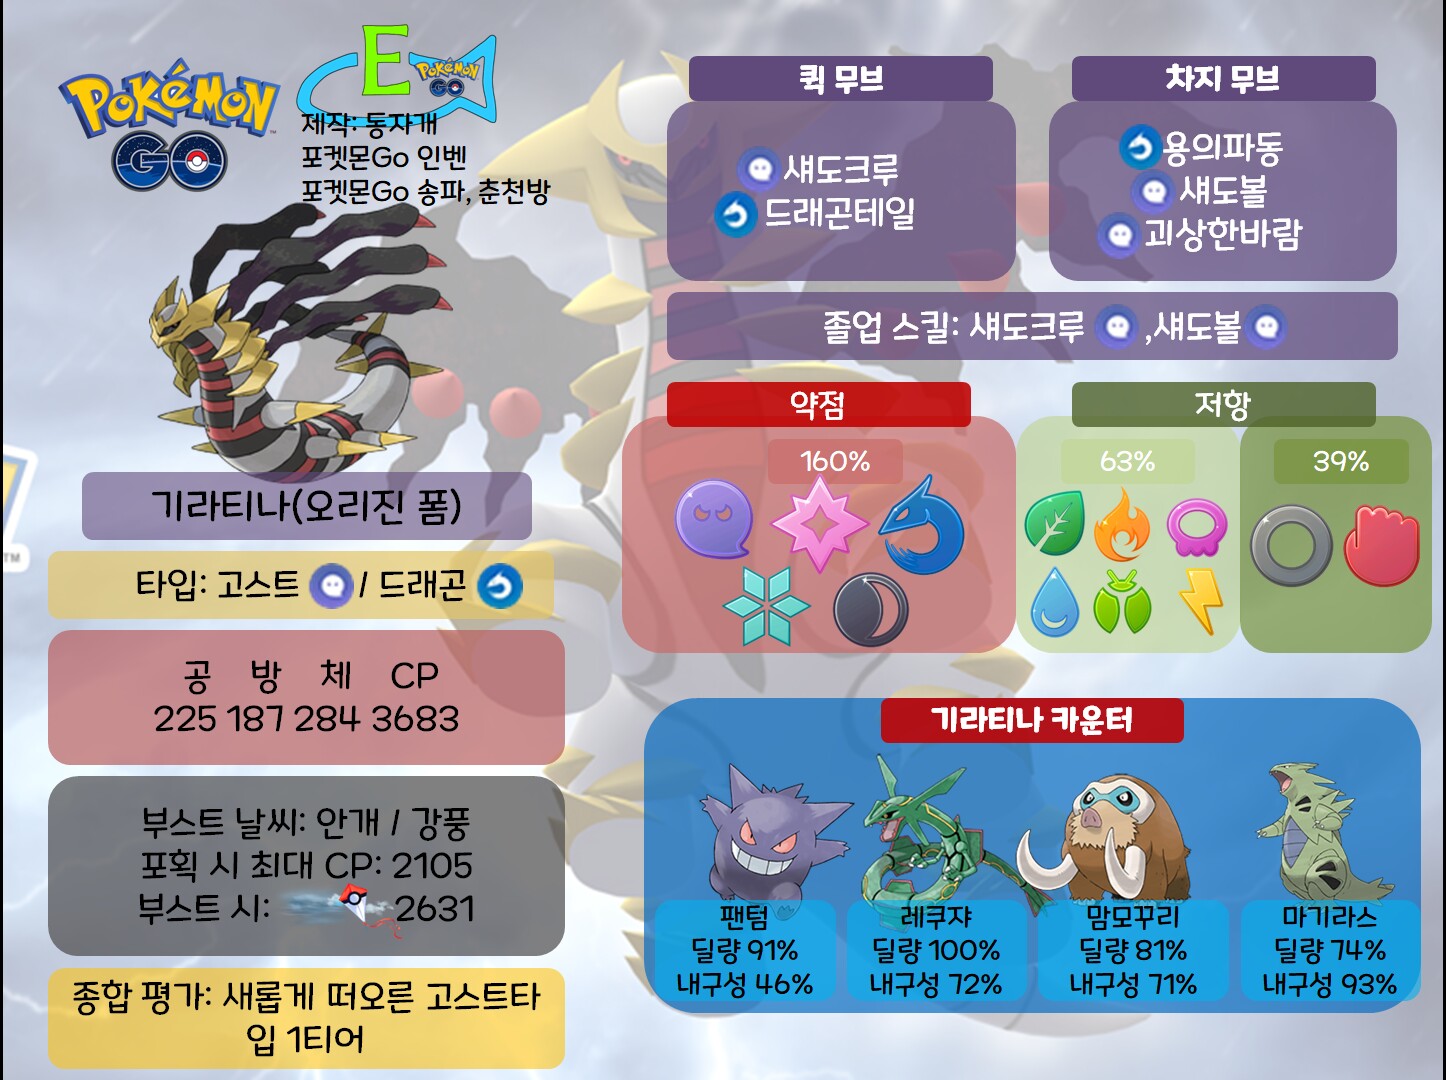 POKÉMON
GO
E POKÉMON
GO
제작: 통자개
포켓몬Go 인벤
포켓몬Go 송파, 춘천방
기라티나(오리진 폼)
타입: 고스트 / 드래곤
공 방 체 CP
225 187 284 3683
부스트 날씨: 안개 / 강풍
포획 시 최대 CP: 2105
부스트 시: 2631
종합 평가: 새롭게 떠오른 고스트타
입 1티어
퀵 무브
섀도크루
드래곤테일
차지 무브
용의파동
섀도볼
괴상한바람
졸업 스킬: 섀도크루 ,섀도볼
약점
160%
저항
63%
39%
기라티나 카운터
팬텀
딜량 91%
내구성 46%
레쿠쟈
딜량 100%
내구성 72%
맘모꾸리
딜량 81%
내구성 71%
마기라스
딜량 74%
내구성 93%
TM